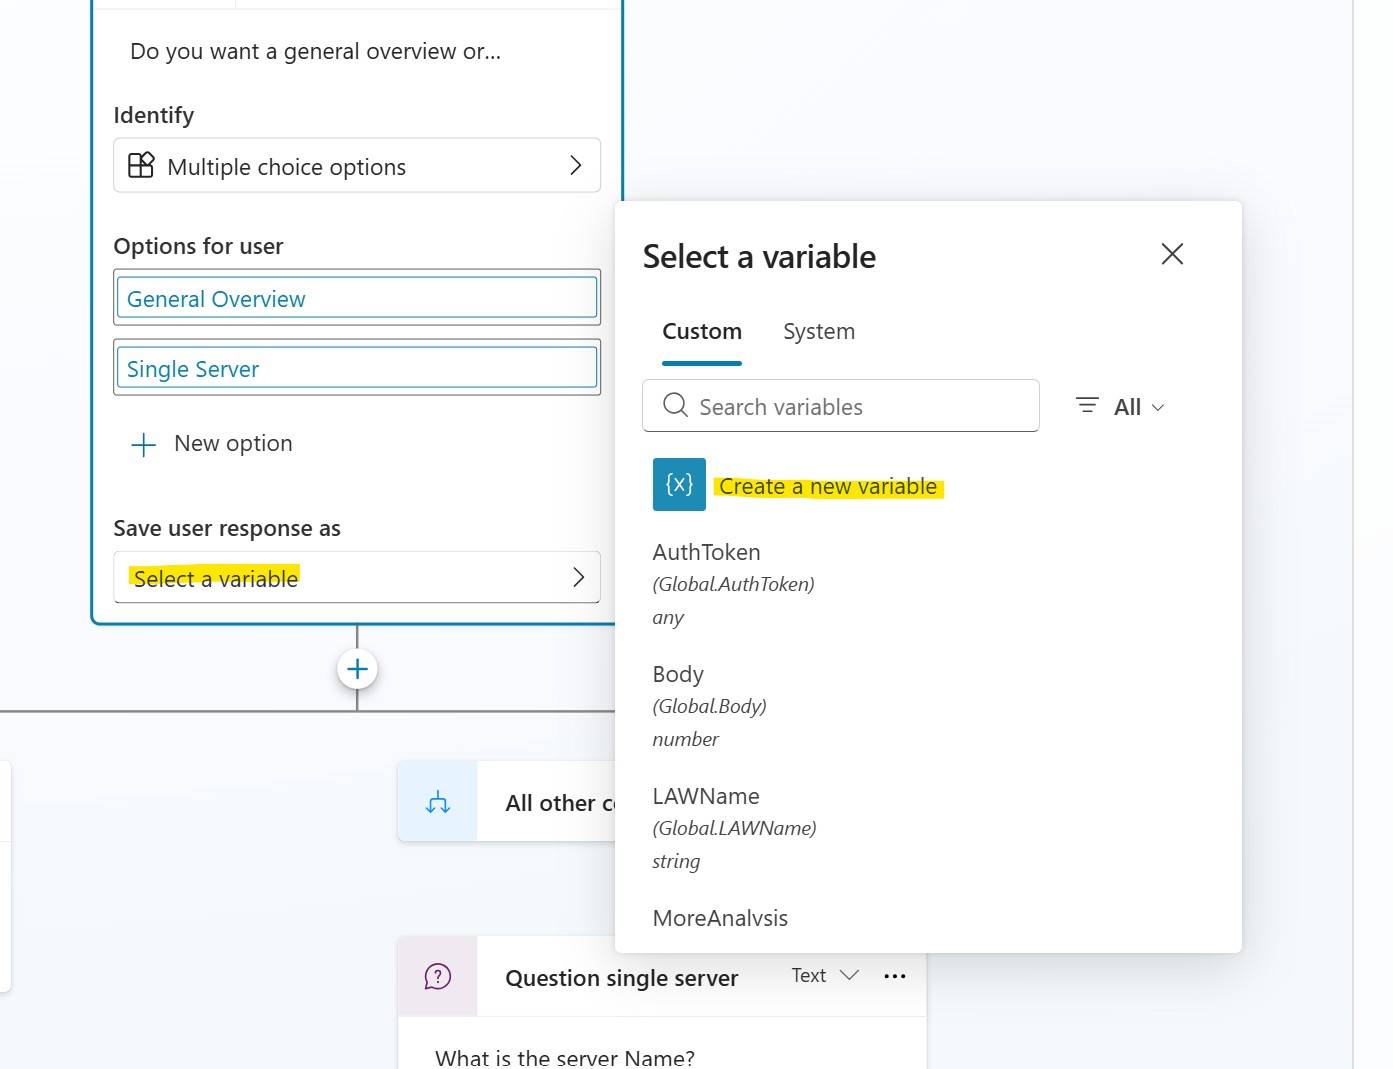 Do you want a general overview or...
Identify
Multiple choice options
Options for user
General Overview
Single Server
New option
Save user response as
Select a variable
Select a variable
Custom
System
Search variables
All
{x}
Create a new variable
AuthToken
(Global.AuthToken)
any
Body
(Global.Body)
number
LAWName
(Global.LAWName)
string
MoreAnalysis
All other
Question single server
Text
What is the server Name?